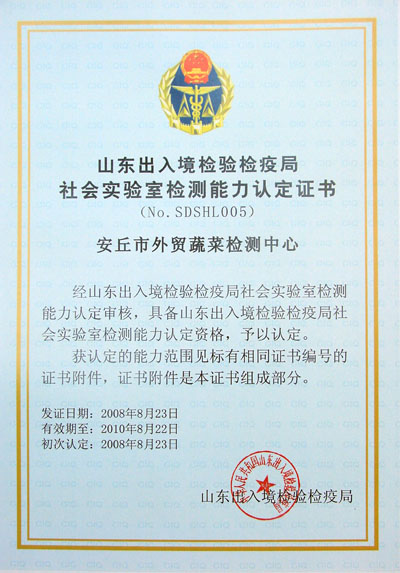 山东出入境检验检疫局
社会实验室检测能力认定证书
(No.SDSHL005)
安丘市外贸蔬菜检测中心
经山东出入境检验检疫局社会实验室检测
能力认定审核，具备山东出入境检验检疫局社
会实验室检测能力认定资格，予以认定。
获认定的能力范围见标有相同证书编号的
证书附件，证书附件是本证书组成部分。
发证日期：2008年8月23日
有效期至：2010年8月22日
初次认定：2008年8月23日
山东出入境检验检疫局